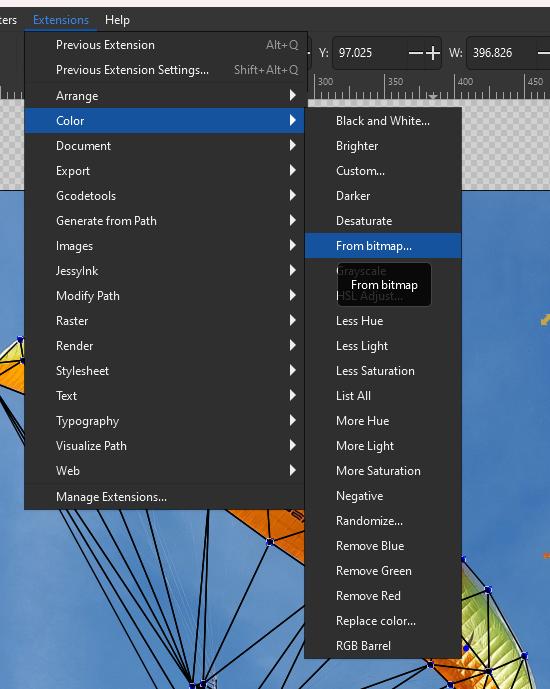 ers Extensions Help
Previous Extension Alt+Q
Y: 97.025 W: 396.826
Previous Extension Settings... Shift+Alt+Q
300 350 400 450
Arrange
Color
Document
Export
Gcodetools
Generate from Path
Images
JessyInk
Modify Path
Raster
Render
Stylesheet
Text
Typography
Visualize Path
Web
Manage Extensions...
Black and White...
Brighter
Custom...
Darker
Desaturate
From bitmap...
Grayscale
From bitmap
HSL Adjust...
Less Hue
Less Light
Less Saturation
List All
More Hue
More Light
More Saturation
Negative
Randomize...
Remove Blue
Remove Green
Remove Red
Replace color...
RGB Barrel